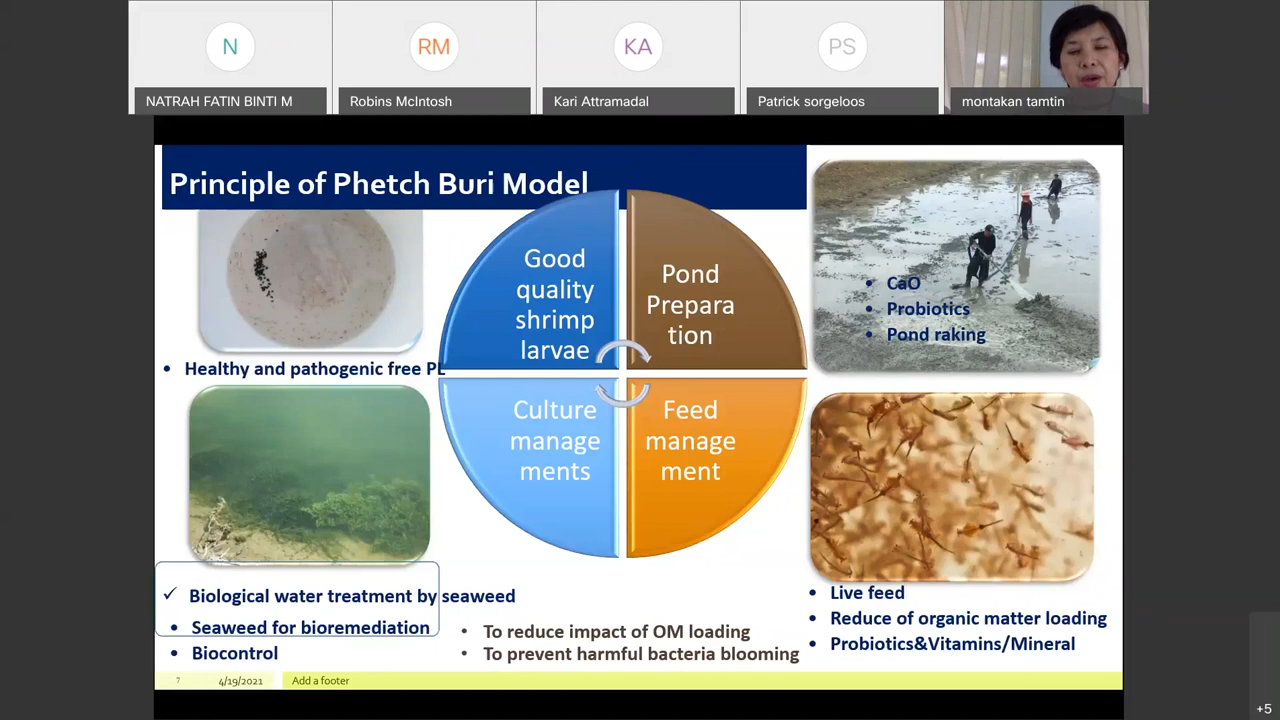 N
RM
KA
PS
NATRAH FATIN BINTI M
Robins McIntosh
Kari Attramadal
Patrick sorgeloos
montakan tamtin
Principle of Phetch Buri Model
Good
quality
shrimp
larvae
Pond
Prepara
tion
• CaO
• Probiotics
• Pond raking
• Healthy and pathogenic free PL
Culture
manage
ments
Feed
manage
ment
✓ Biological water treatment by seaweed
• Seaweed for bioremediation
• Biocontrol
• To reduce impact of OM loading
• To prevent harmful bacteria blooming
• Live feed
• Reduce of organic matter loading
• Probiotics&Vitamins/Mineral
7
4/19/2021
Add a footer
+5